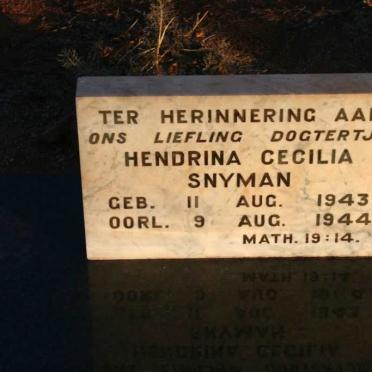 TER HERINNERING AA
ONS LIEFLING DOGTERTJ
HENDRINA CECILIA
SNYMAN
GEB. 11 AUG. 1943
OORL. 9 AUG. 1944
MATH. 19:14.